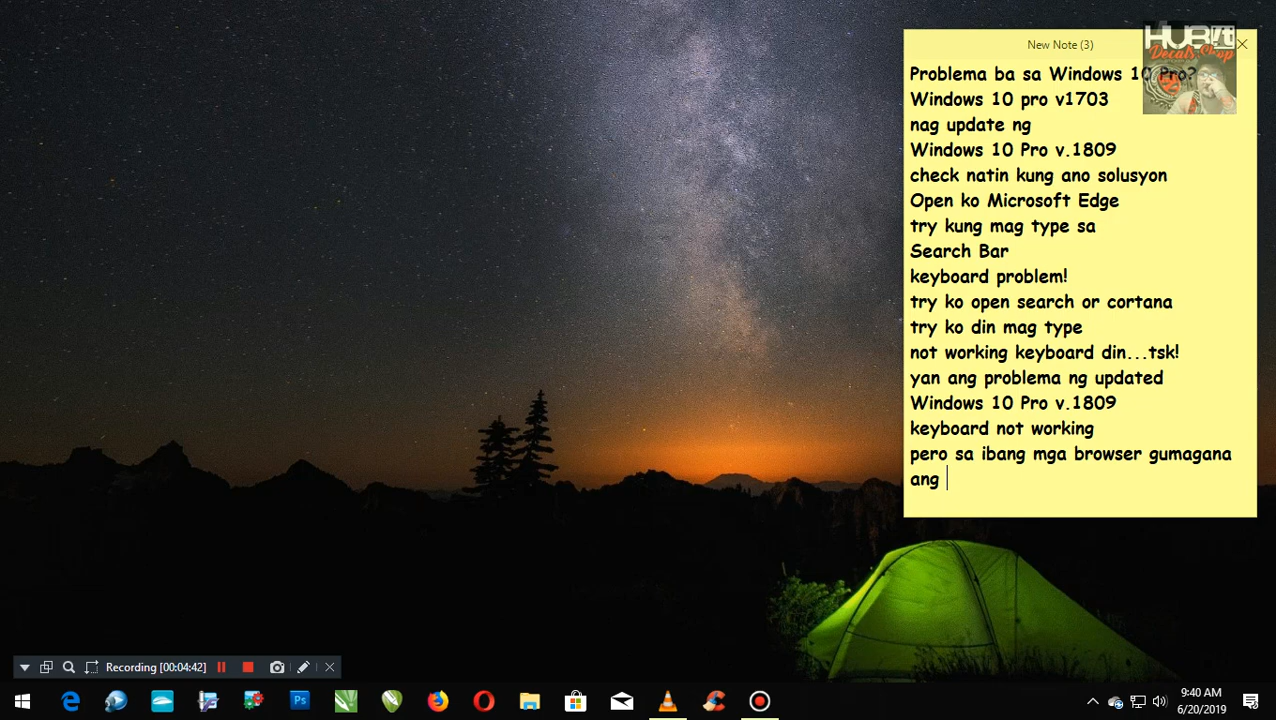 New Note (3)
HUB
Decals Shop
Problema ba sa Windows 10 Pro?
Windows 10 pro v1703
nag update ng
Windows 10 Pro v.1809
check natin kung ano solusyon
Open ko Microsoft Edge
try kung mag type sa
Search Bar
keyboard problem!
try ko open search or cortana
try ko din mag type
not working keyboard din...tsk!
yan ang problema ng updated
Windows 10 Pro v.1809
keyboard not working
pero sa ibang mga browser gumagana
ang
Recording [00:04:42]
Ps
9:40 AM
6/20/2019